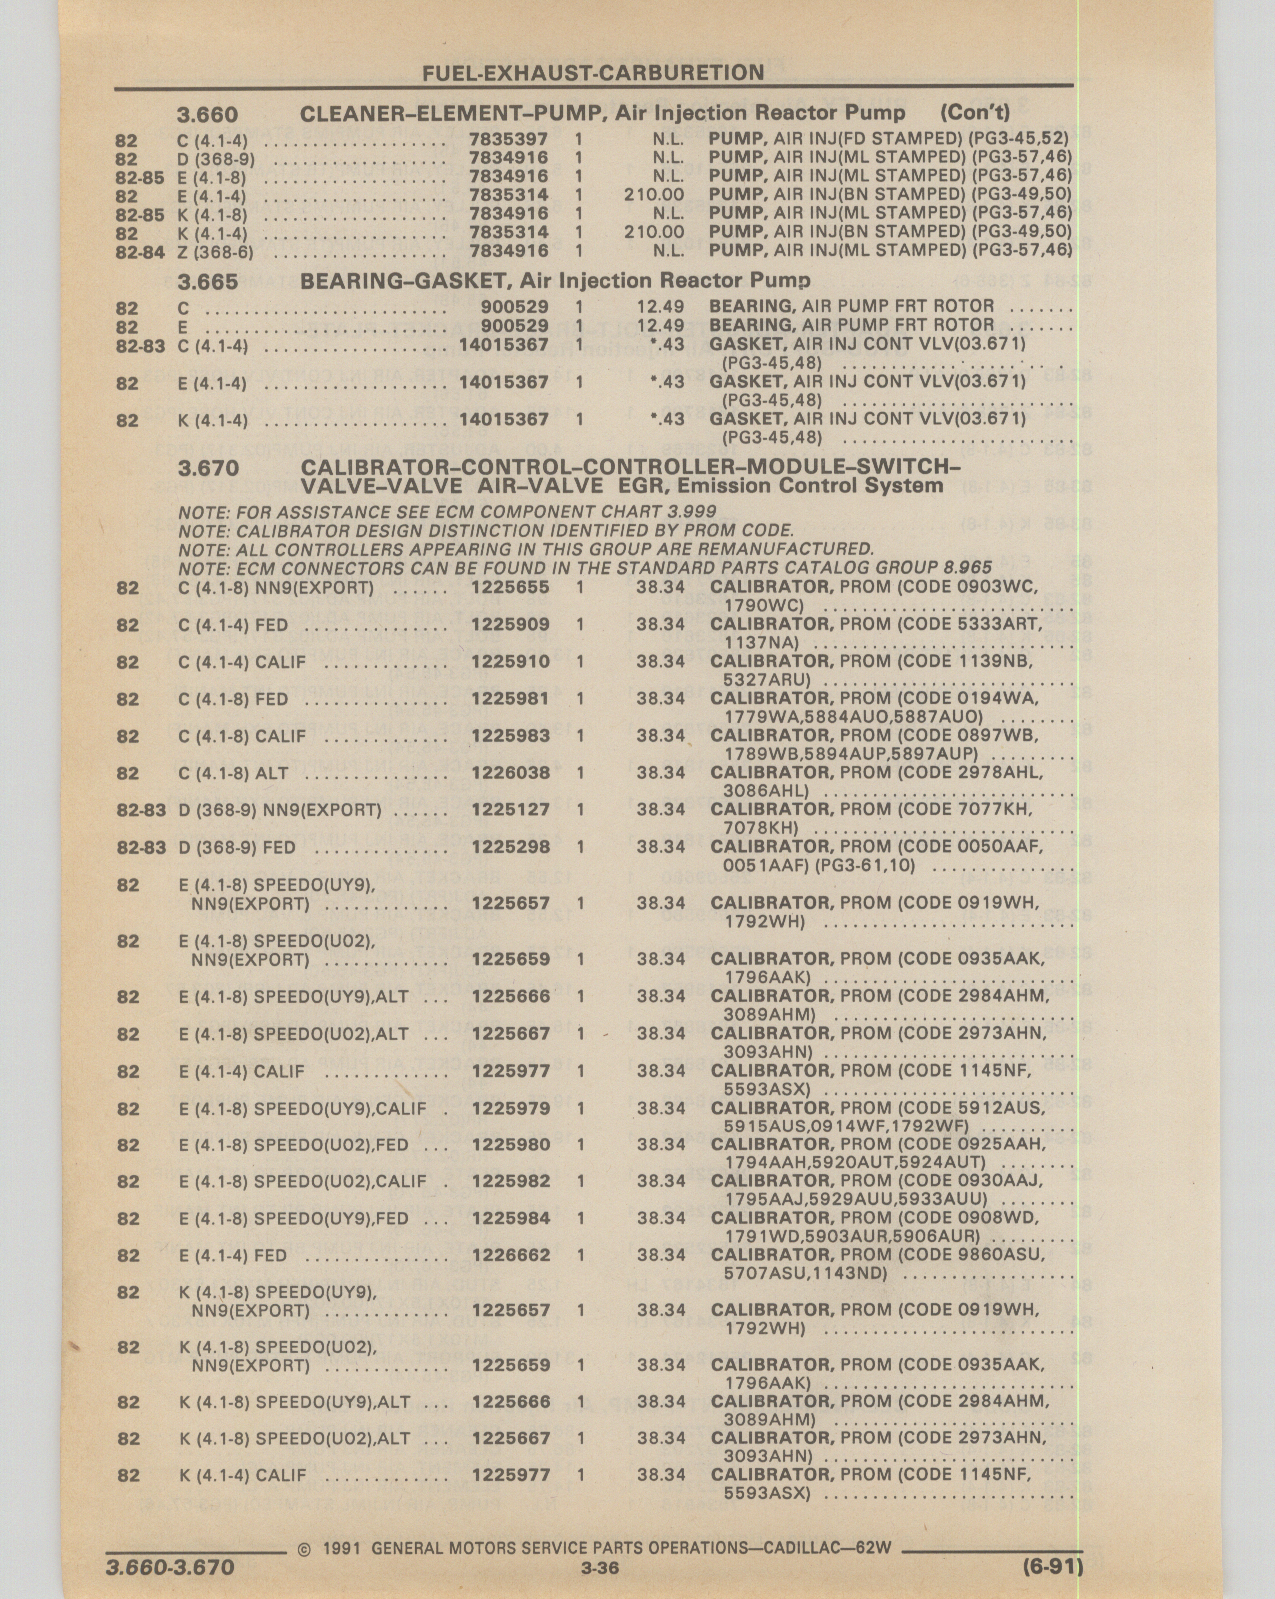 FUEL-EXHAUST-CARBURETION
3.660 CLEANER–ELEMENT–PUMP, Air Injection Reactor Pump (Con't)
82 C (4.1-4) ................... 7835397 1 N.L. PUMP, AIR INJ(FD STAMPED) (PG3-45,52)
82 D (368-9) .................. 7834916 1 N.L. PUMP, AIR INJ(ML STAMPED) (PG3-57,46)
82-85 E (4.1-8) ................... 7834916 1 N.L. PUMP, AIR INJ(ML STAMPED) (PG3-57,46)
82 E (4.1-4) ................... 7835314 1 210.00 PUMP, AIR INJ(BN STAMPED) (PG3-49,50)
82-85 K (4.1-8) ................... 7834916 1 N.L. PUMP, AIR INJ(ML STAMPED) (PG3-57,46)
82 K (4.1-4) ................... 7835314 1 210.00 PUMP, AIR INJ(BN STAMPED) (PG3-49,50)
82-84 Z (368-6) .................. 7834916 1 N.L. PUMP, AIR INJ(ML STAMPED) (PG3-57,46)
3.665 BEARING–GASKET, Air Injection Reactor Pump
82 C ......................... 900529 1 12.49 BEARING, AIR PUMP FRT ROTOR .......
82 E ......................... 900529 1 12.49 BEARING, AIR PUMP FRT ROTOR .......
82-83 C (4.1-4) ................... 14015367 1 *.43 GASKET, AIR INJ CONT VLV(03.671)
(PG3-45,48) .......................
82 E (4.1-4) ................... 14015367 1 *.43 GASKET, AIR INJ CONT VLV(03.671)
(PG3-45,48) ........................
82 K (4.1-4) ................... 14015367 1 *.43 GASKET, AIR INJ CONT VLV(03.671)
(PG3-45,48) ........................
3.670 CALIBRATOR–CONTROL–CONTROLLER–MODULE–SWITCH–
VALVE–VALVE AIR–VALVE EGR, Emission Control System
NOTE: FOR ASSISTANCE SEE ECM COMPONENT CHART 3.999
NOTE: CALIBRATOR DESIGN DISTINCTION IDENTIFIED BY PROM CODE.
NOTE: ALL CONTROLLERS APPEARING IN THIS GROUP ARE REMANUFACTURED.
NOTE: ECM CONNECTORS CAN BE FOUND IN THE STANDARD PARTS CATALOG GROUP 8.965
82 C (4.1-8) NN9(EXPORT) ...... 1225655 1 38.34 CALIBRATOR, PROM (CODE 0903WC,
1790WC) ..........................
82 C (4.1-4) FED ............... 1225909 1 38.34 CALIBRATOR, PROM (CODE 5333ART,
1137NA) ...........................
82 C (4.1-4) CALIF ............. 1225910 1 38.34 CALIBRATOR, PROM (CODE 1139NB,
5327ARU) ..........................
82 C (4.1-8) FED ............... 1225981 1 38.34 CALIBRATOR, PROM (CODE 0194WA,
1779WA,5884AUO,5887AUO) ........
82 C (4.1-8) CALIF ............. 1225983 1 38.34 CALIBRATOR, PROM (CODE 0897WB,
1789WB,5894AUP,5897AUP) .........
82 C (4.1-8) ALT ............... 1226038 1 38.34 CALIBRATOR, PROM (CODE 2978AHL,
3086AHL) ..........................
82-83 D (368-9) NN9(EXPORT) ...... 1225127 1 38.34 CALIBRATOR, PROM (CODE 7077KH,
7078KH) ...........................
82-83 D (368-9) FED .............. 1225298 1 38.34 CALIBRATOR, PROM (CODE 0050AAF,
0051AAF) (PG3-61,10) ...............
82 E (4.1-8) SPEEDO(UY9),
NN9(EXPORT) ............. 1225657 1 38.34 CALIBRATOR, PROM (CODE 0919WH,
1792WH) ..........................
82 E (4.1-8) SPEEDO(U02),
NN9(EXPORT) ............. 1225659 1 38.34 CALIBRATOR, PROM (CODE 0935AAK,
1796AAK) ..........................
82 E (4.1-8) SPEEDO(UY9),ALT ... 1225666 1 38.34 CALIBRATOR, PROM (CODE 2984AHM,
3089AHM) .........................
82 E (4.1-8) SPEEDO(U02),ALT ... 1225667 1 38.34 CALIBRATOR, PROM (CODE 2973AHN,
3093AHN) ..........................
82 E (4.1-4) CALIF ............. 1225977 1 38.34 CALIBRATOR, PROM (CODE 1145NF,
5593ASX) ..........................
82 E (4.1-8) SPEEDO(UY9),CALIF . 1225979 1 38.34 CALIBRATOR, PROM (CODE 5912AUS,
5915AUS,0914WF,1792WF) ..........
82 E (4.1-8) SPEEDO(U02),FED ... 1225980 1 38.34 CALIBRATOR, PROM (CODE 0925AAH,
1794AAH,5920AUT,5924AUT) ........
82 E (4.1-8) SPEEDO(U02),CALIF . 1225982 1 38.34 CALIBRATOR, PROM (CODE 0930AAJ,
1795AAJ,5929AUU,5933AUU) ........
82 E (4.1-8) SPEEDO(UY9),FED ... 1225984 1 38.34 CALIBRATOR, PROM (CODE 0908WD,
1791WD,5903AUR,5906AUR) .........
82 E (4.1-4) FED ............... 1226662 1 38.34 CALIBRATOR, PROM (CODE 9860ASU,
5707ASU,1143ND) ..................
82 K (4.1-8) SPEEDO(UY9),
NN9(EXPORT) ............. 1225657 1 38.34 CALIBRATOR, PROM (CODE 0919WH,
1792WH) ..........................
82 K (4.1-8) SPEEDO(U02),
NN9(EXPORT) ............. 1225659 1 38.34 CALIBRATOR, PROM (CODE 0935AAK,
1796AAK) ..........................
82 K (4.1-8) SPEEDO(UY9),ALT ... 1225666 1 38.34 CALIBRATOR, PROM (CODE 2984AHM,
3089AHM) .........................
82 K (4.1-8) SPEEDO(U02),ALT ... 1225667 1 38.34 CALIBRATOR, PROM (CODE 2973AHN,
3093AHN) ..........................
82 K (4.1-4) CALIF ............. 1225977 1 38.34 CALIBRATOR, PROM (CODE 1145NF,
5593ASX) ..........................
© 1991 GENERAL MOTORS SERVICE PARTS OPERATIONS—CADILLAC—62W
3.660-3.670 3-36 (6-91)